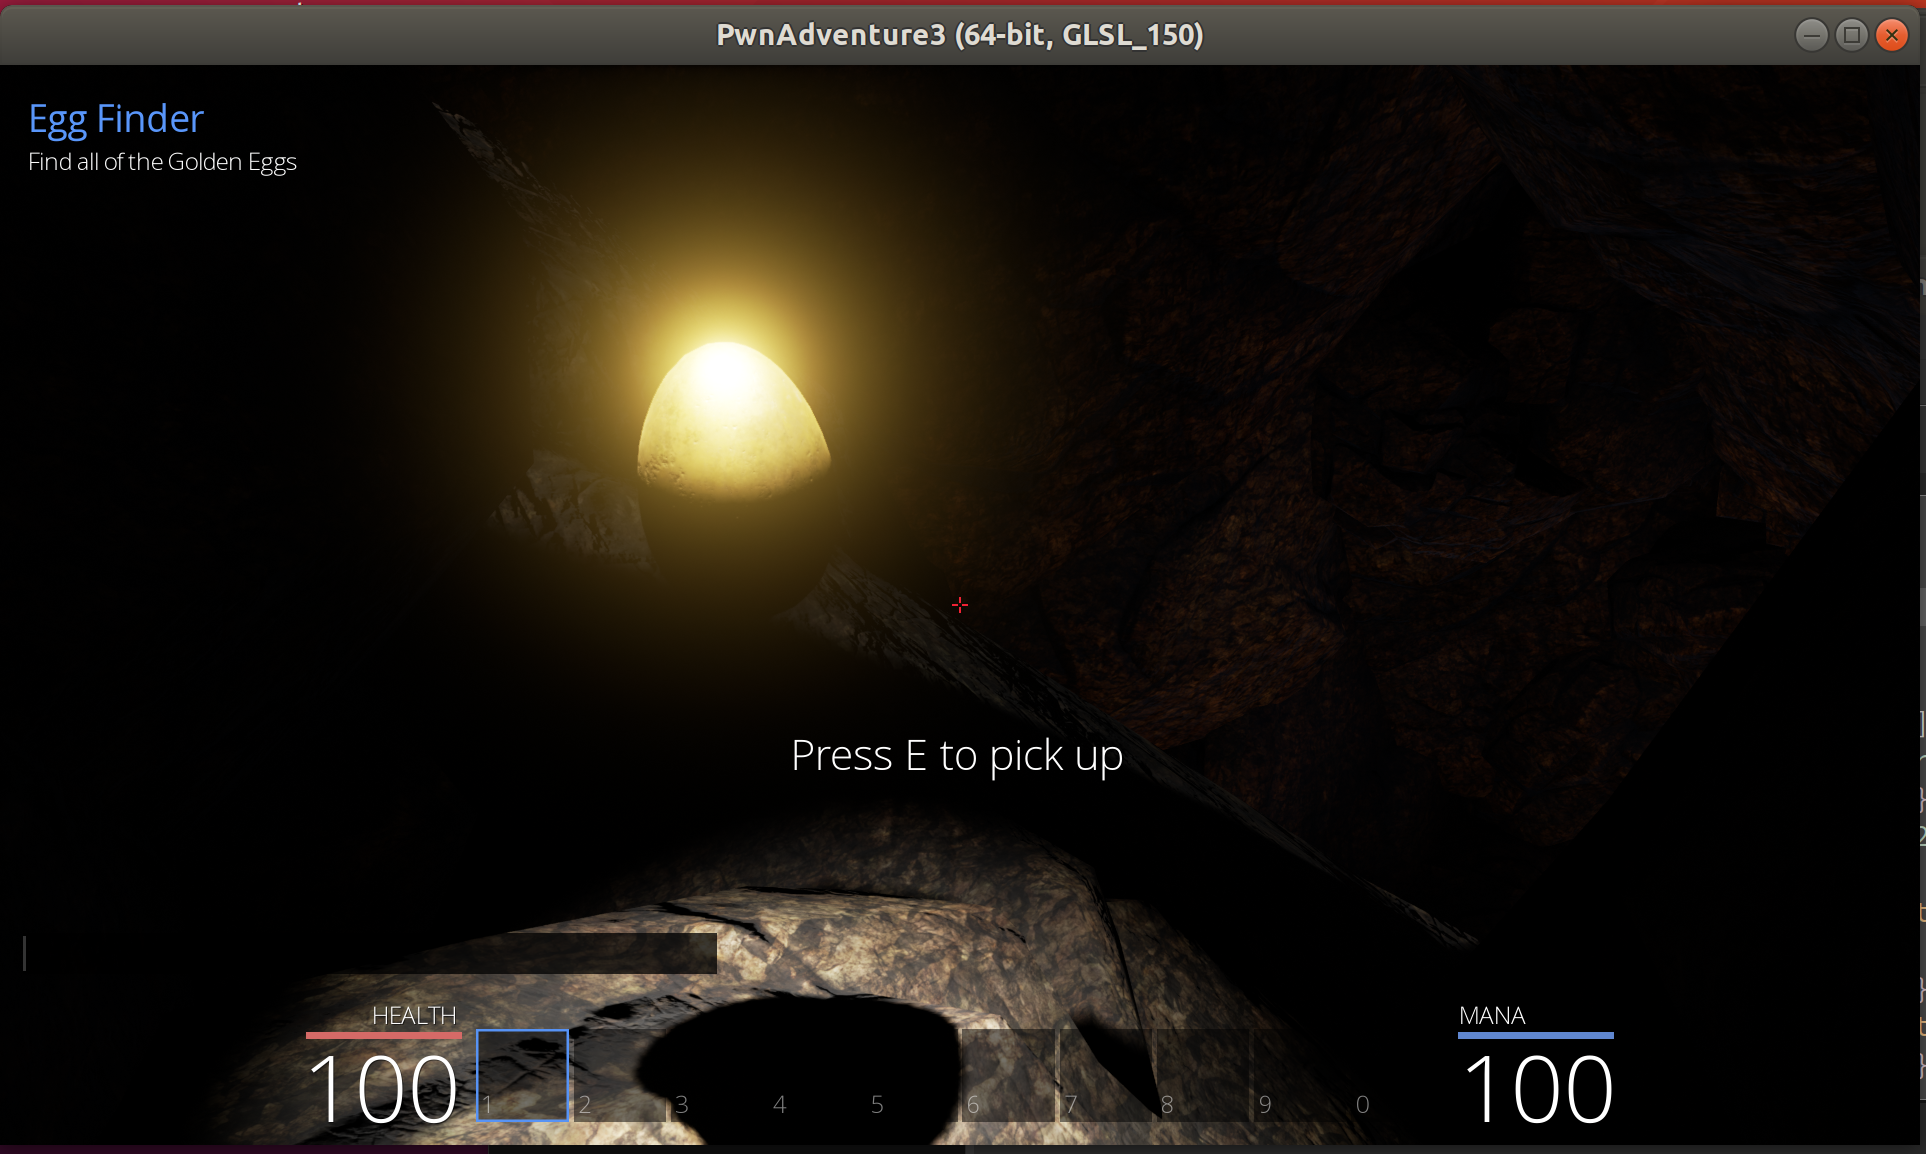 PwnAdventure3 (64-bit, GLSL_150)
Egg Finder
Find all of the Golden Eggs
Press E to pick up
HEALTH
100
1 2 3 4 5 6 7 8 9 0
MANA
100